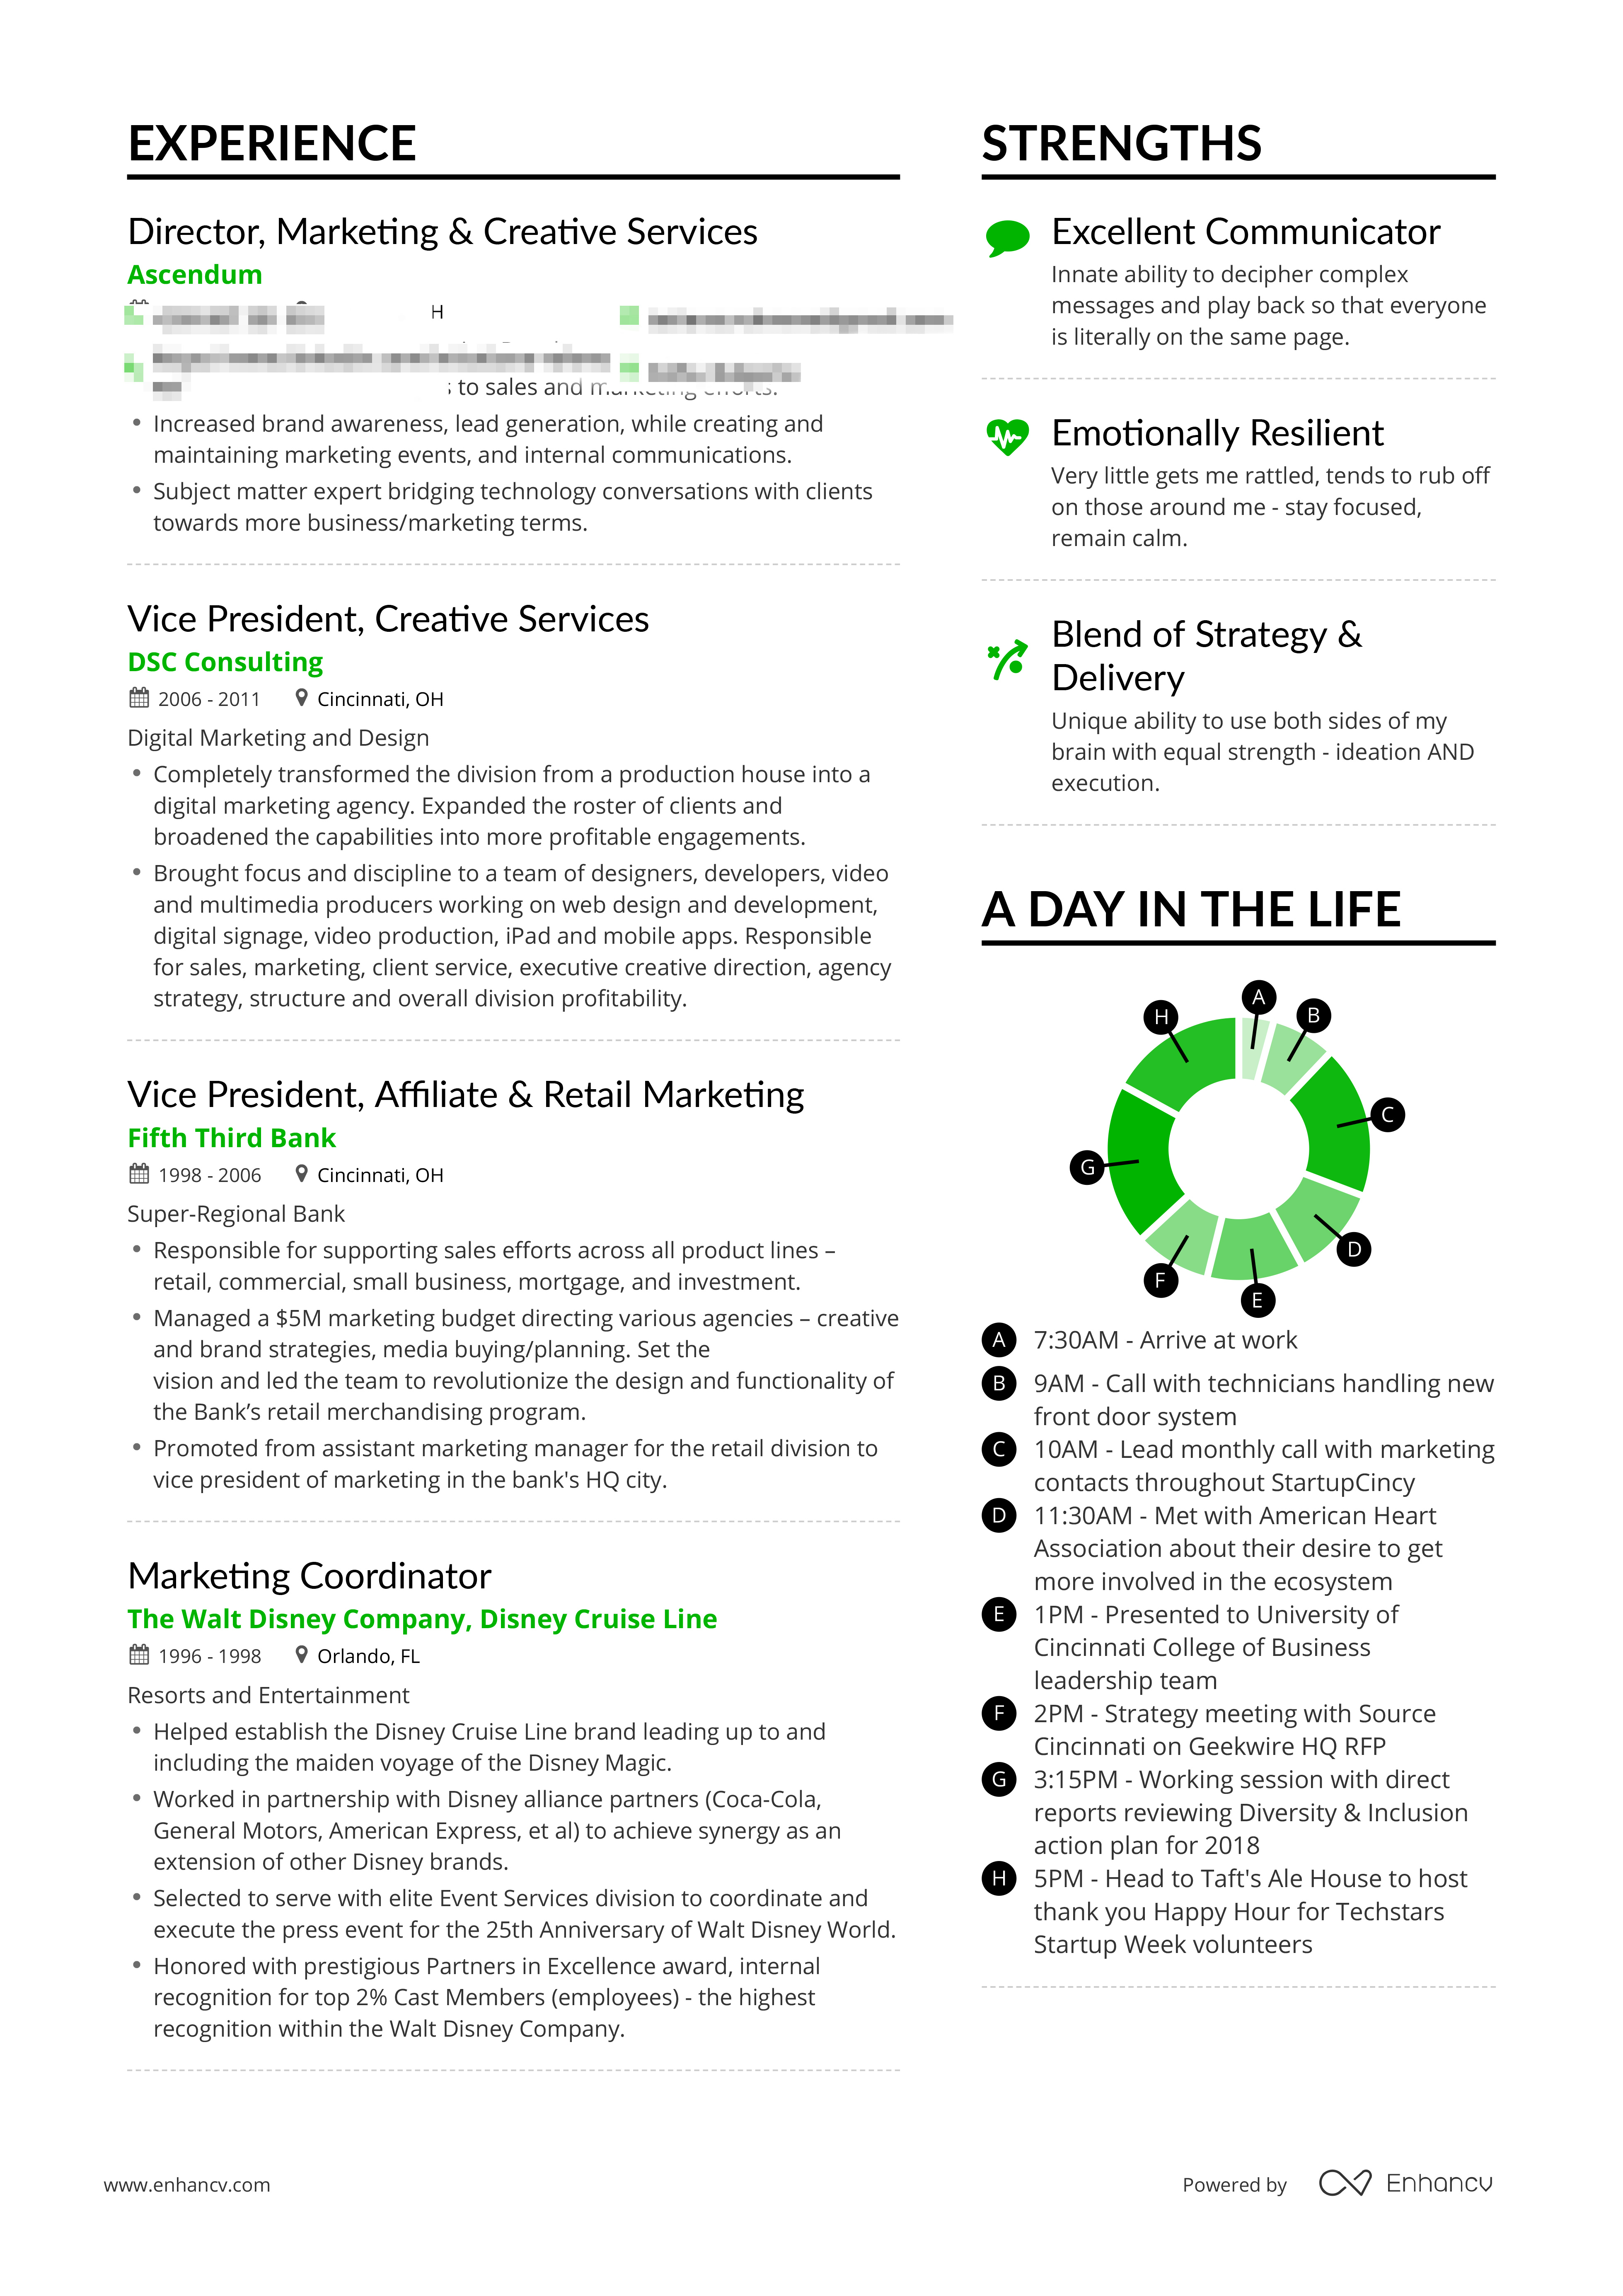 EXPERIENCE
Director, Marketing & Creative Services
Ascendum
H
to sales and marketing efforts.
• Increased brand awareness, lead generation, while creating and
maintaining marketing events, and internal communications.
• Subject matter expert bridging technology conversations with clients
towards more business/marketing terms.
Vice President, Creative Services
DSC Consulting
2006 - 2011 Cincinnati, OH
Digital Marketing and Design
• Completely transformed the division from a production house into a
digital marketing agency. Expanded the roster of clients and
broadened the capabilities into more profitable engagements.
• Brought focus and discipline to a team of designers, developers, video
and multimedia producers working on web design and development,
digital signage, video production, iPad and mobile apps. Responsible
for sales, marketing, client service, executive creative direction, agency
strategy, structure and overall division profitability.
Vice President, Affiliate & Retail Marketing
Fifth Third Bank
1998 - 2006 Cincinnati, OH
Super-Regional Bank
• Responsible for supporting sales efforts across all product lines –
retail, commercial, small business, mortgage, and investment.
• Managed a $5M marketing budget directing various agencies – creative
and brand strategies, media buying/planning. Set the
vision and led the team to revolutionize the design and functionality of
the Bank’s retail merchandising program.
• Promoted from assistant marketing manager for the retail division to
vice president of marketing in the bank's HQ city.
Marketing Coordinator
The Walt Disney Company, Disney Cruise Line
1996 - 1998 Orlando, FL
Resorts and Entertainment
• Helped establish the Disney Cruise Line brand leading up to and
including the maiden voyage of the Disney Magic.
• Worked in partnership with Disney alliance partners (Coca-Cola,
General Motors, American Express, et al) to achieve synergy as an
extension of other Disney brands.
• Selected to serve with elite Event Services division to coordinate and
execute the press event for the 25th Anniversary of Walt Disney World.
• Honored with prestigious Partners in Excellence award, internal
recognition for top 2% Cast Members (employees) - the highest
recognition within the Walt Disney Company.
STRENGTHS
Excellent Communicator
Innate ability to decipher complex
messages and play back so that everyone
is literally on the same page.
Emotionally Resilient
Very little gets me rattled, tends to rub off
on those around me - stay focused,
remain calm.
Blend of Strategy &
Delivery
Unique ability to use both sides of my
brain with equal strength - ideation AND
execution.
A DAY IN THE LIFE
A
B
C
D
E
F
G
H
A 7:30AM - Arrive at work
B 9AM - Call with technicians handling new
front door system
C 10AM - Lead monthly call with marketing
contacts throughout StartupCincy
D 11:30AM - Met with American Heart
Association about their desire to get
more involved in the ecosystem
E 1PM - Presented to University of
Cincinnati College of Business
leadership team
F 2PM - Strategy meeting with Source
Cincinnati on Geekwire HQ RFP
G 3:15PM - Working session with direct
reports reviewing Diversity & Inclusion
action plan for 2018
H 5PM - Head to Taft's Ale House to host
thank you Happy Hour for Techstars
Startup Week volunteers
www.enhancv.com
Powered by Enhancv